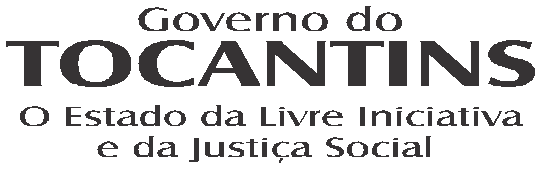 Governo do
TOCANTINS
O Estado da Livre Iniciativa
e da Justiça Social